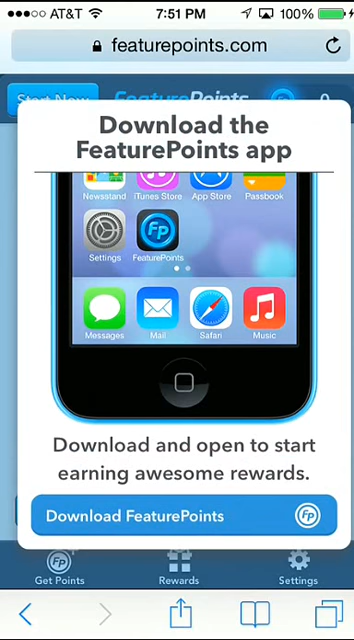 AT&T
7:51 PM
100%
featurepoints.com
Start Now
FeaturePoints
0
Download the
FeaturePoints app
Newsstand
iTunes Store
App Store
Passbook
Settings
FeaturePoints
Messages
Mail
Safari
Music
Download and open to start
earning awesome rewards.
Download FeaturePoints
FP
Get Points
Rewards
Settings